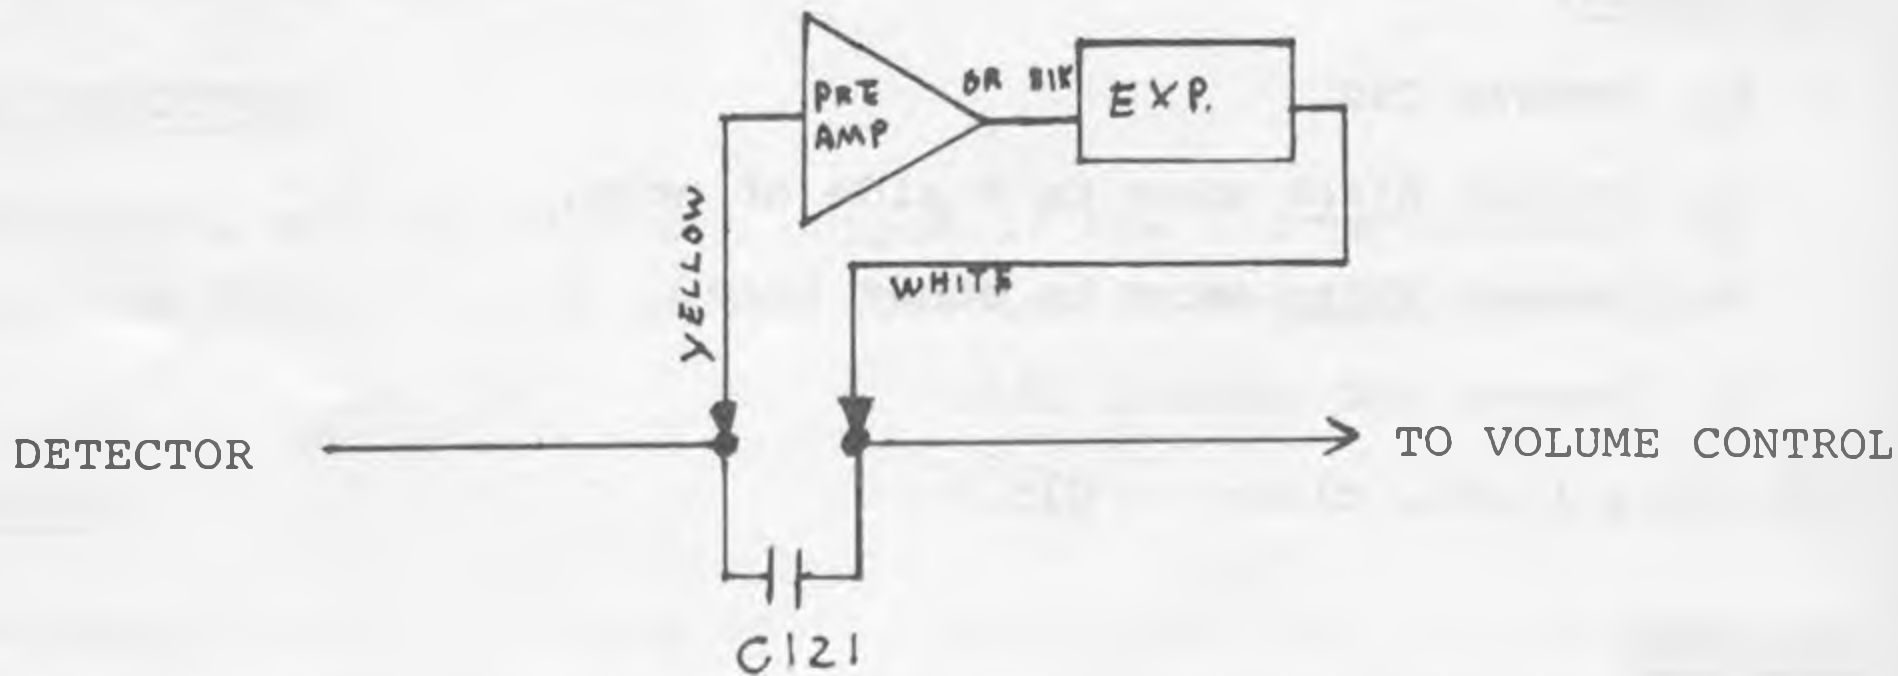 PRE
AMP
BR BlK
EXP.
YELLOW
WHITE
DETECTOR
TO VOLUME CONTROL
C121